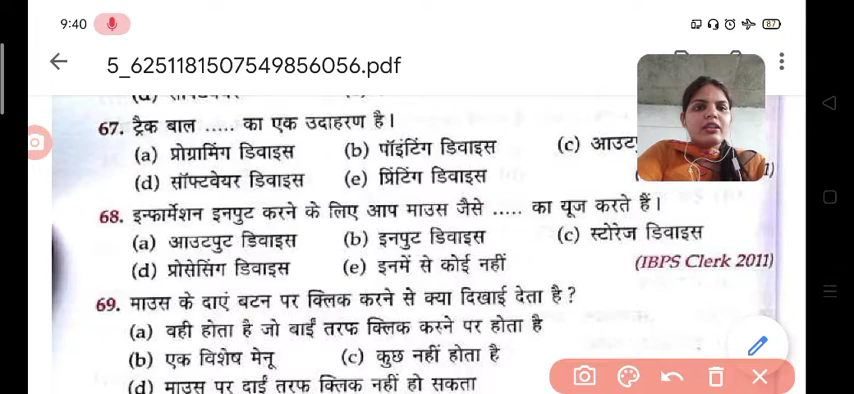 9:40
87
5_6251181507549856056.pdf
67. ट्रैक बाल ..... का एक उदाहरण है।
(a) प्रोग्रामिंग डिवाइस (b) पॉइंटिंग डिवाइस (c) आउट
(d) सॉफ्टवेयर डिवाइस (e) प्रिंटिंग डिवाइस 1)
68. इन्फार्मेशन इनपुट करने के लिए आप माउस जैसे ..... का यूज करते हैं।
(a) आउटपुट डिवाइस (b) इनपुट डिवाइस (c) स्टोरेज डिवाइस
(d) प्रोसेसिंग डिवाइस (e) इनमें से कोई नहीं (IBPS Clerk 2011)
69. माउस के दाएं बटन पर क्लिक करने से क्या दिखाई देता है?
(a) वही होता है जो बाईं तरफ क्लिक करने पर होता है
(b) एक विशेष मेनू (c) कुछ नहीं होता है
(d) माउस पर दाईं तरफ क्लिक नहीं हो सकता